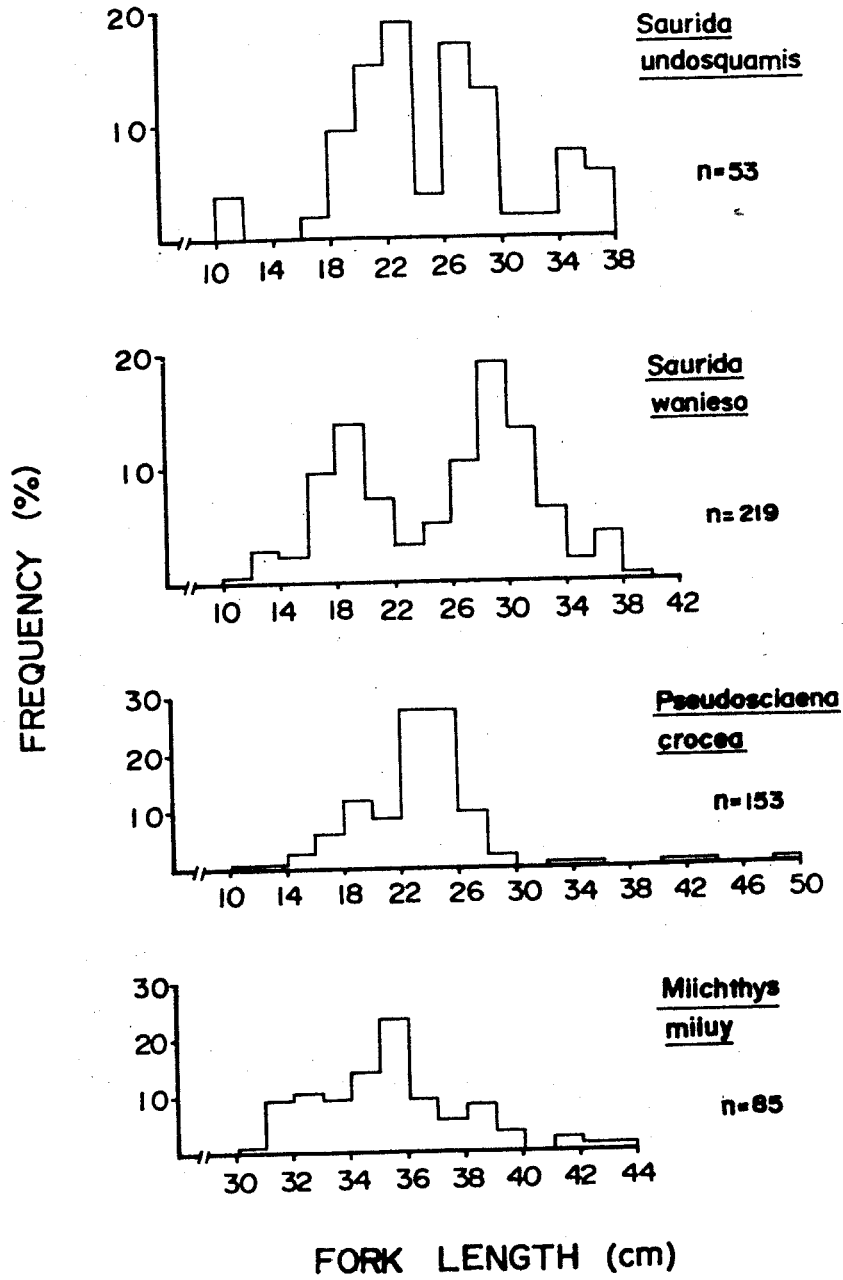 20
Saurida
undosquamis
10
n=53
10 14 18 22 26 30 34 38
20
Saurida
wanieso
10
n=219
10 14 18 22 26 30 34 38 42
FREQUENCY (%)
30
Pseudosciaena
crocea
20
n=153
10
10 14 18 22 26 30 34 38 42 46 50
30
Miichthys
miiuy
20
10
n=85
30 32 34 36 38 40 42 44
FORK LENGTH (cm)